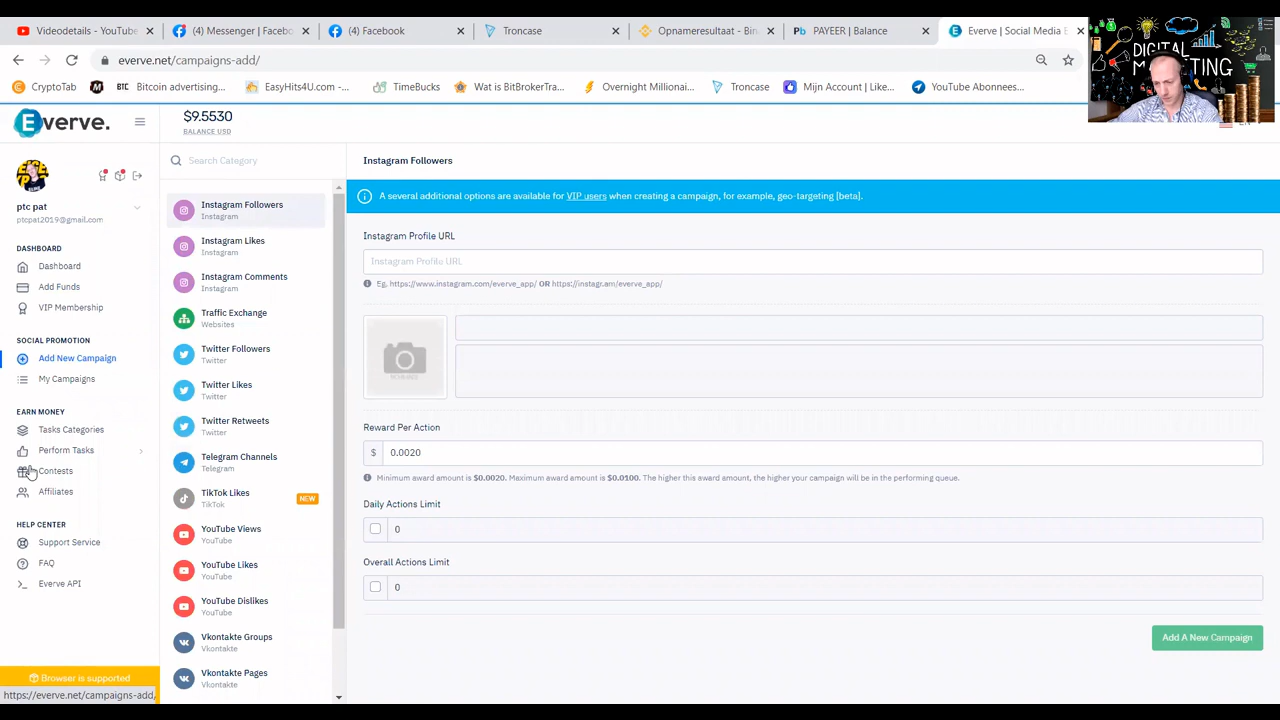 Videodetails - YouTube
(4) Messenger | Facebo
(4) Facebook
Troncase
Opnameresultaat - Bin
Pb PAYEER | Balance
Everve | Social Media E
everve.net/campaigns-add/
CryptoTab
BTC Bitcoin advertising...
EasyHits4U.com -...
TimeBucks
Wat is BitBrokerTra...
Overnight Millionai...
Troncase
Mijn Account | Like...
YouTube Abonnees...
DIGITAL
MARKETING
Everve.
$9.5530
BALANCE USD
ptc pat
ptcpat2019@gmail.com
DASHBOARD
Dashboard
Add Funds
VIP Membership
SOCIAL PROMOTION
Add New Campaign
My Campaigns
EARN MONEY
Tasks Categories
Perform Tasks
Contests
Affiliates
HELP CENTER
Support Service
FAQ
Everve API
Browser is supported
https://everve.net/campaigns-add/
Search Category
Instagram Followers
Instagram
Instagram Likes
Instagram
Instagram Comments
Instagram
Traffic Exchange
Websites
Twitter Followers
Twitter
Twitter Likes
Twitter
Twitter Retweets
Twitter
Telegram Channels
Telegram
TikTok Likes
TikTok
NEW
YouTube Views
YouTube
YouTube Likes
YouTube
YouTube Dislikes
YouTube
Vkontakte Groups
Vkontakte
Vkontakte Pages
Vkontakte
Instagram Followers
A several additional options are available for VIP users when creating a campaign, for example, geo-targeting [beta].
Instagram Profile URL
Instagram Profile URL
Eg. https://www.instagram.com/everve_app/ OR https://instagr.am/everve_app/
Reward Per Action
$ 0.0020
Minimum award amount is $0.0020. Maximum award amount is $0.0100. The higher this award amount, the higher your campaign will be in the performing queue.
Daily Actions Limit
0
Overall Actions Limit
0
Add A New Campaign